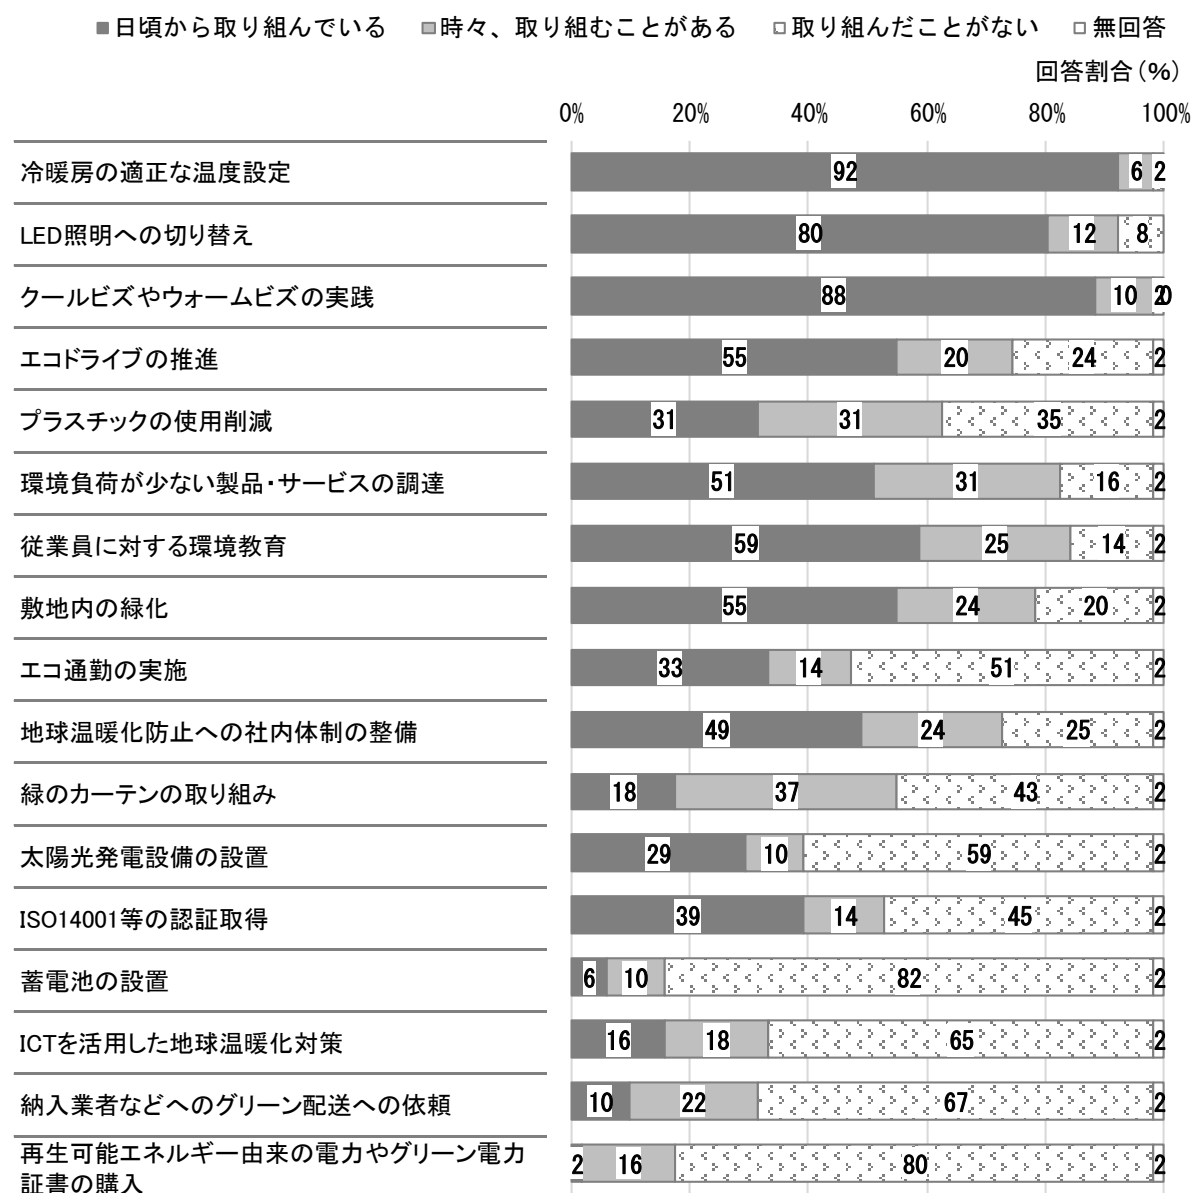 日頃から取り組んでいる 時々、取り組むことがある 取り組んだことがない 無回答
回答割合（％）
0% 20% 40% 60% 80% 100%
冷暖房の適正な温度設定 92 6 2
LED照明への切り替え 80 12 8
クールビズやウォームビズの実践 88 10 2 0
エコドライブの推進 55 20 24 2
プラスチックの使用削減 31 31 35 2
環境負荷が少ない製品・サービスの調達 51 31 16 2
従業員に対する環境教育 59 25 14 2
敷地内の緑化 55 24 20 2
エコ通勤の実施 33 14 51 2
地球温暖化防止への社内体制の整備 49 24 25 2
緑のカーテンの取り組み 18 37 43 2
太陽光発電設備の設置 29 10 59 2
ISO14001等の認証取得 39 14 45 2
蓄電池の設置 6 10 82 2
ICTを活用した地球温暖化対策 16 18 65 2
納入業者などへのグリーン配送への依頼 10 22 67 2
再生可能エネルギー由来の電力やグリーン電力
証書の購入 2 16 80 2